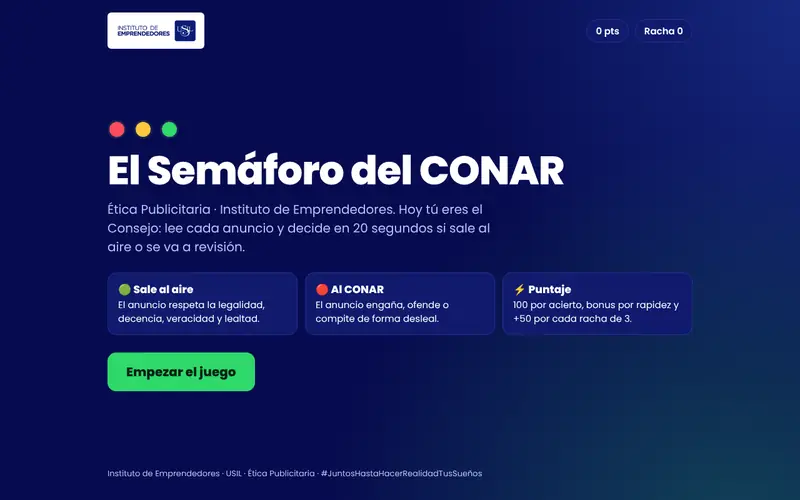 INSTITUTO DE
EMPRENDEDORES
USIL
0 pts
Racha 0
El Semáforo del CONAR
Ética Publicitaria · Instituto de Emprendedores. Hoy tú eres el
Consejo: lee cada anuncio y decide en 20 segundos si sale al
aire o se va a revisión.
🟢 Sale al aire
El anuncio respeta la legalidad,
decencia, veracidad y lealtad.
🔴 Al CONAR
El anuncio engaña, ofende o
compite de forma desleal.
⚡ Puntaje
100 por acierto, bonus por rapidez y
+50 por cada racha de 3.
Empezar el juego
Instituto de Emprendedores · USIL · Ética Publicitaria · #JuntosHastaHacerRealidadTusSueños